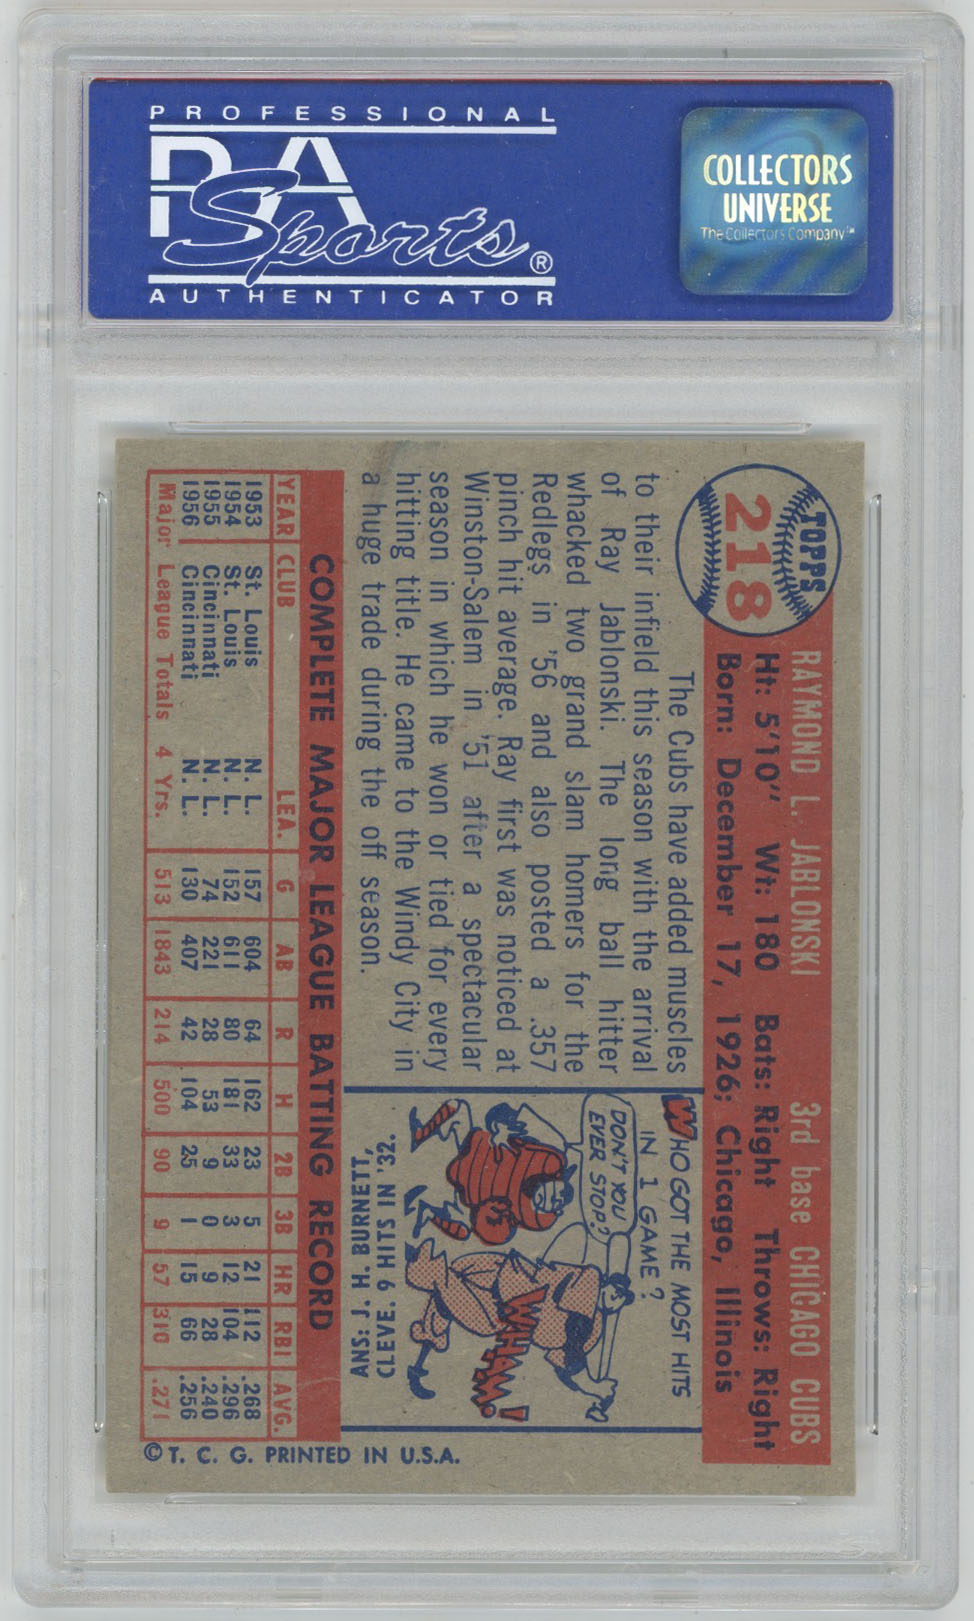 PROFESSIONAL
PSA
Sports®
AUTHENTICATOR
COLLECTORS
UNIVERSE
The Collectors Company™
TOPPS
218
RAYMOND L. JABLONSKI 3rd base CHICAGO CUBS
Ht: 5'10" Wt: 180 Bats: Right Throws: Right
Born: December 17, 1926; Chicago, Illinois
The Cubs have added muscles
to their infield this season with the arrival
of Ray Jablonski. The long ball hitter
whacked two grand slam homers for the
Redlegs in '56 and also posted a .357
pinch hit average. Ray first was noticed at
Winston-Salem in '51 after a spectacular
season in which he won or tied for every
hitting title. He came to the Windy City in
a huge trade during the off season.
WHO GOT THE MOST HITS
IN 1 GAME?
DON'T YOU
EVER STOP?
WHAM!
ANS: J. H. BURNETT,
CLEVE. 9 HITS IN '32.
COMPLETE MAJOR LEAGUE BATTING RECORD
YEAR CLUB LEA. G AB R H 2B 3B HR RBI AVG.
1953 St. Louis N. L. 157 604 64 162 23 5 21 112 .268
1954 St. Louis N. L. 152 611 80 181 33 3 12 104 .296
1955 Cincinnati N. L. 74 221 28 53 9 0 9 28 .240
1956 Cincinnati N. L. 130 407 42 104 25 1 15 66 .256
Major League Totals 4 Yrs. 513 1843 214 500 90 9 57 310 .271
© T. C. G. PRINTED IN U.S.A.